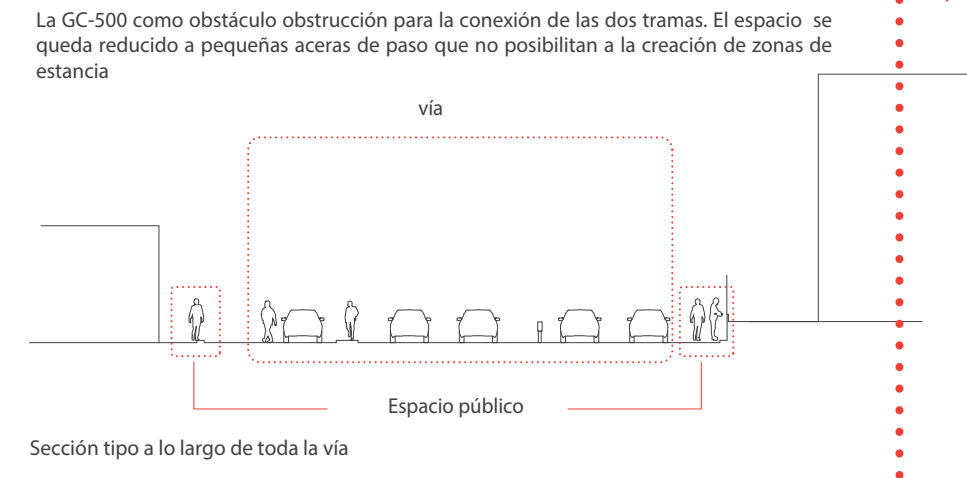 La GC-500 como obstáculo obstrucción para la conexión de las dos tramas. El espacio se
queda reducido a pequeñas aceras de paso que no posibilitan a la creación de zonas de
estancia
vía
Espacio público
Sección tipo a lo largo de toda la vía